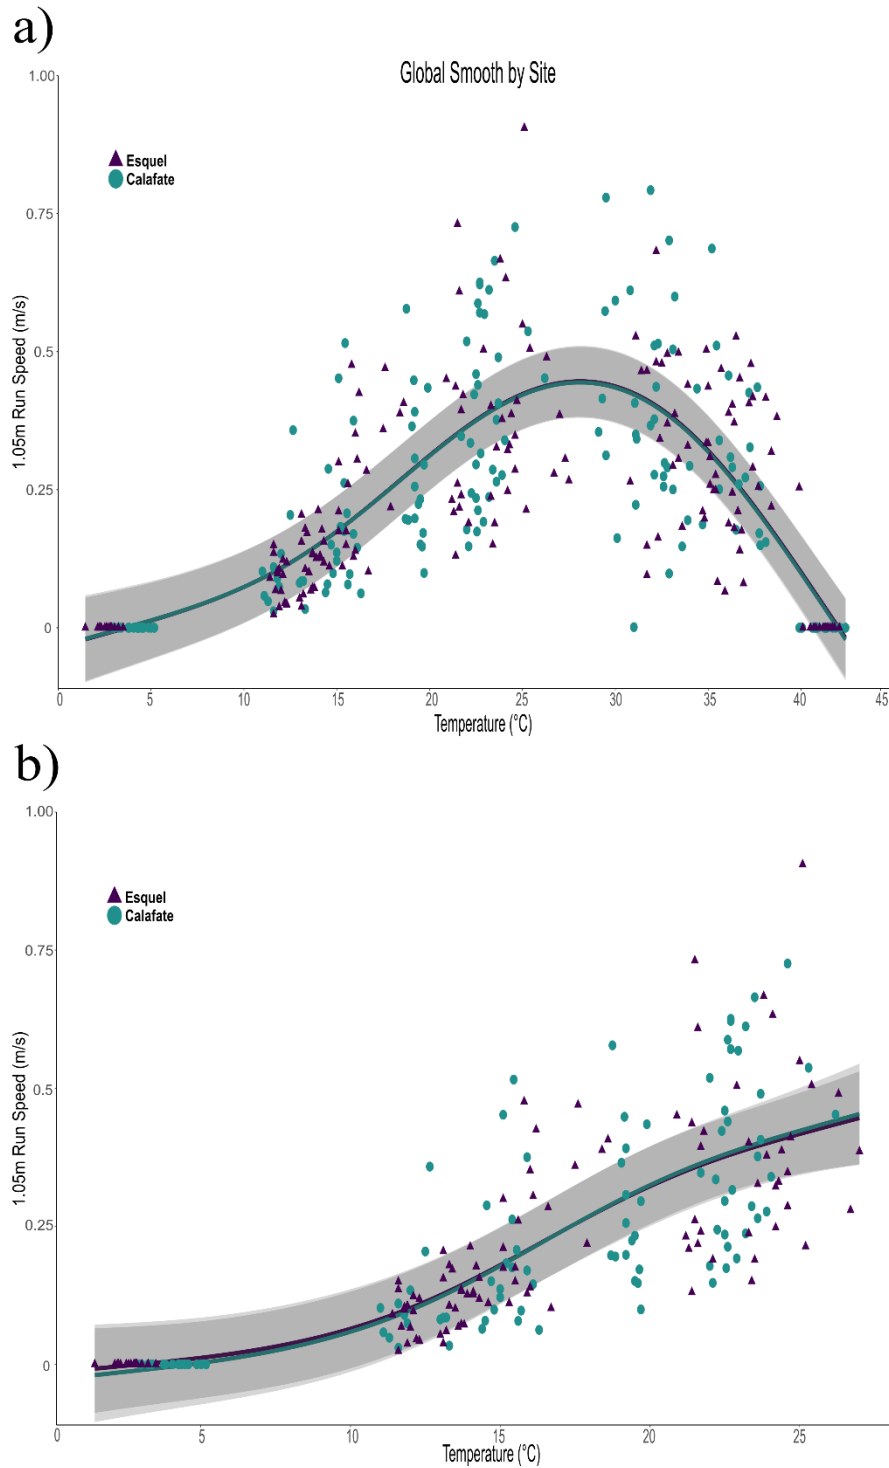 a)
Global Smooth by Site
1.00
Esquel
Calafate
0.75
0.5
0.25
0
1.05m Run Speed (m/s)
0 5 10 15 20 25 30 35 40 45
Temperature (°C)
b)
1.00
Esquel
Calafate
0.75
0.5
0.25
0
1.05m Run Speed (m/s)
0 5 10 15 20 25
Temperature (°C)